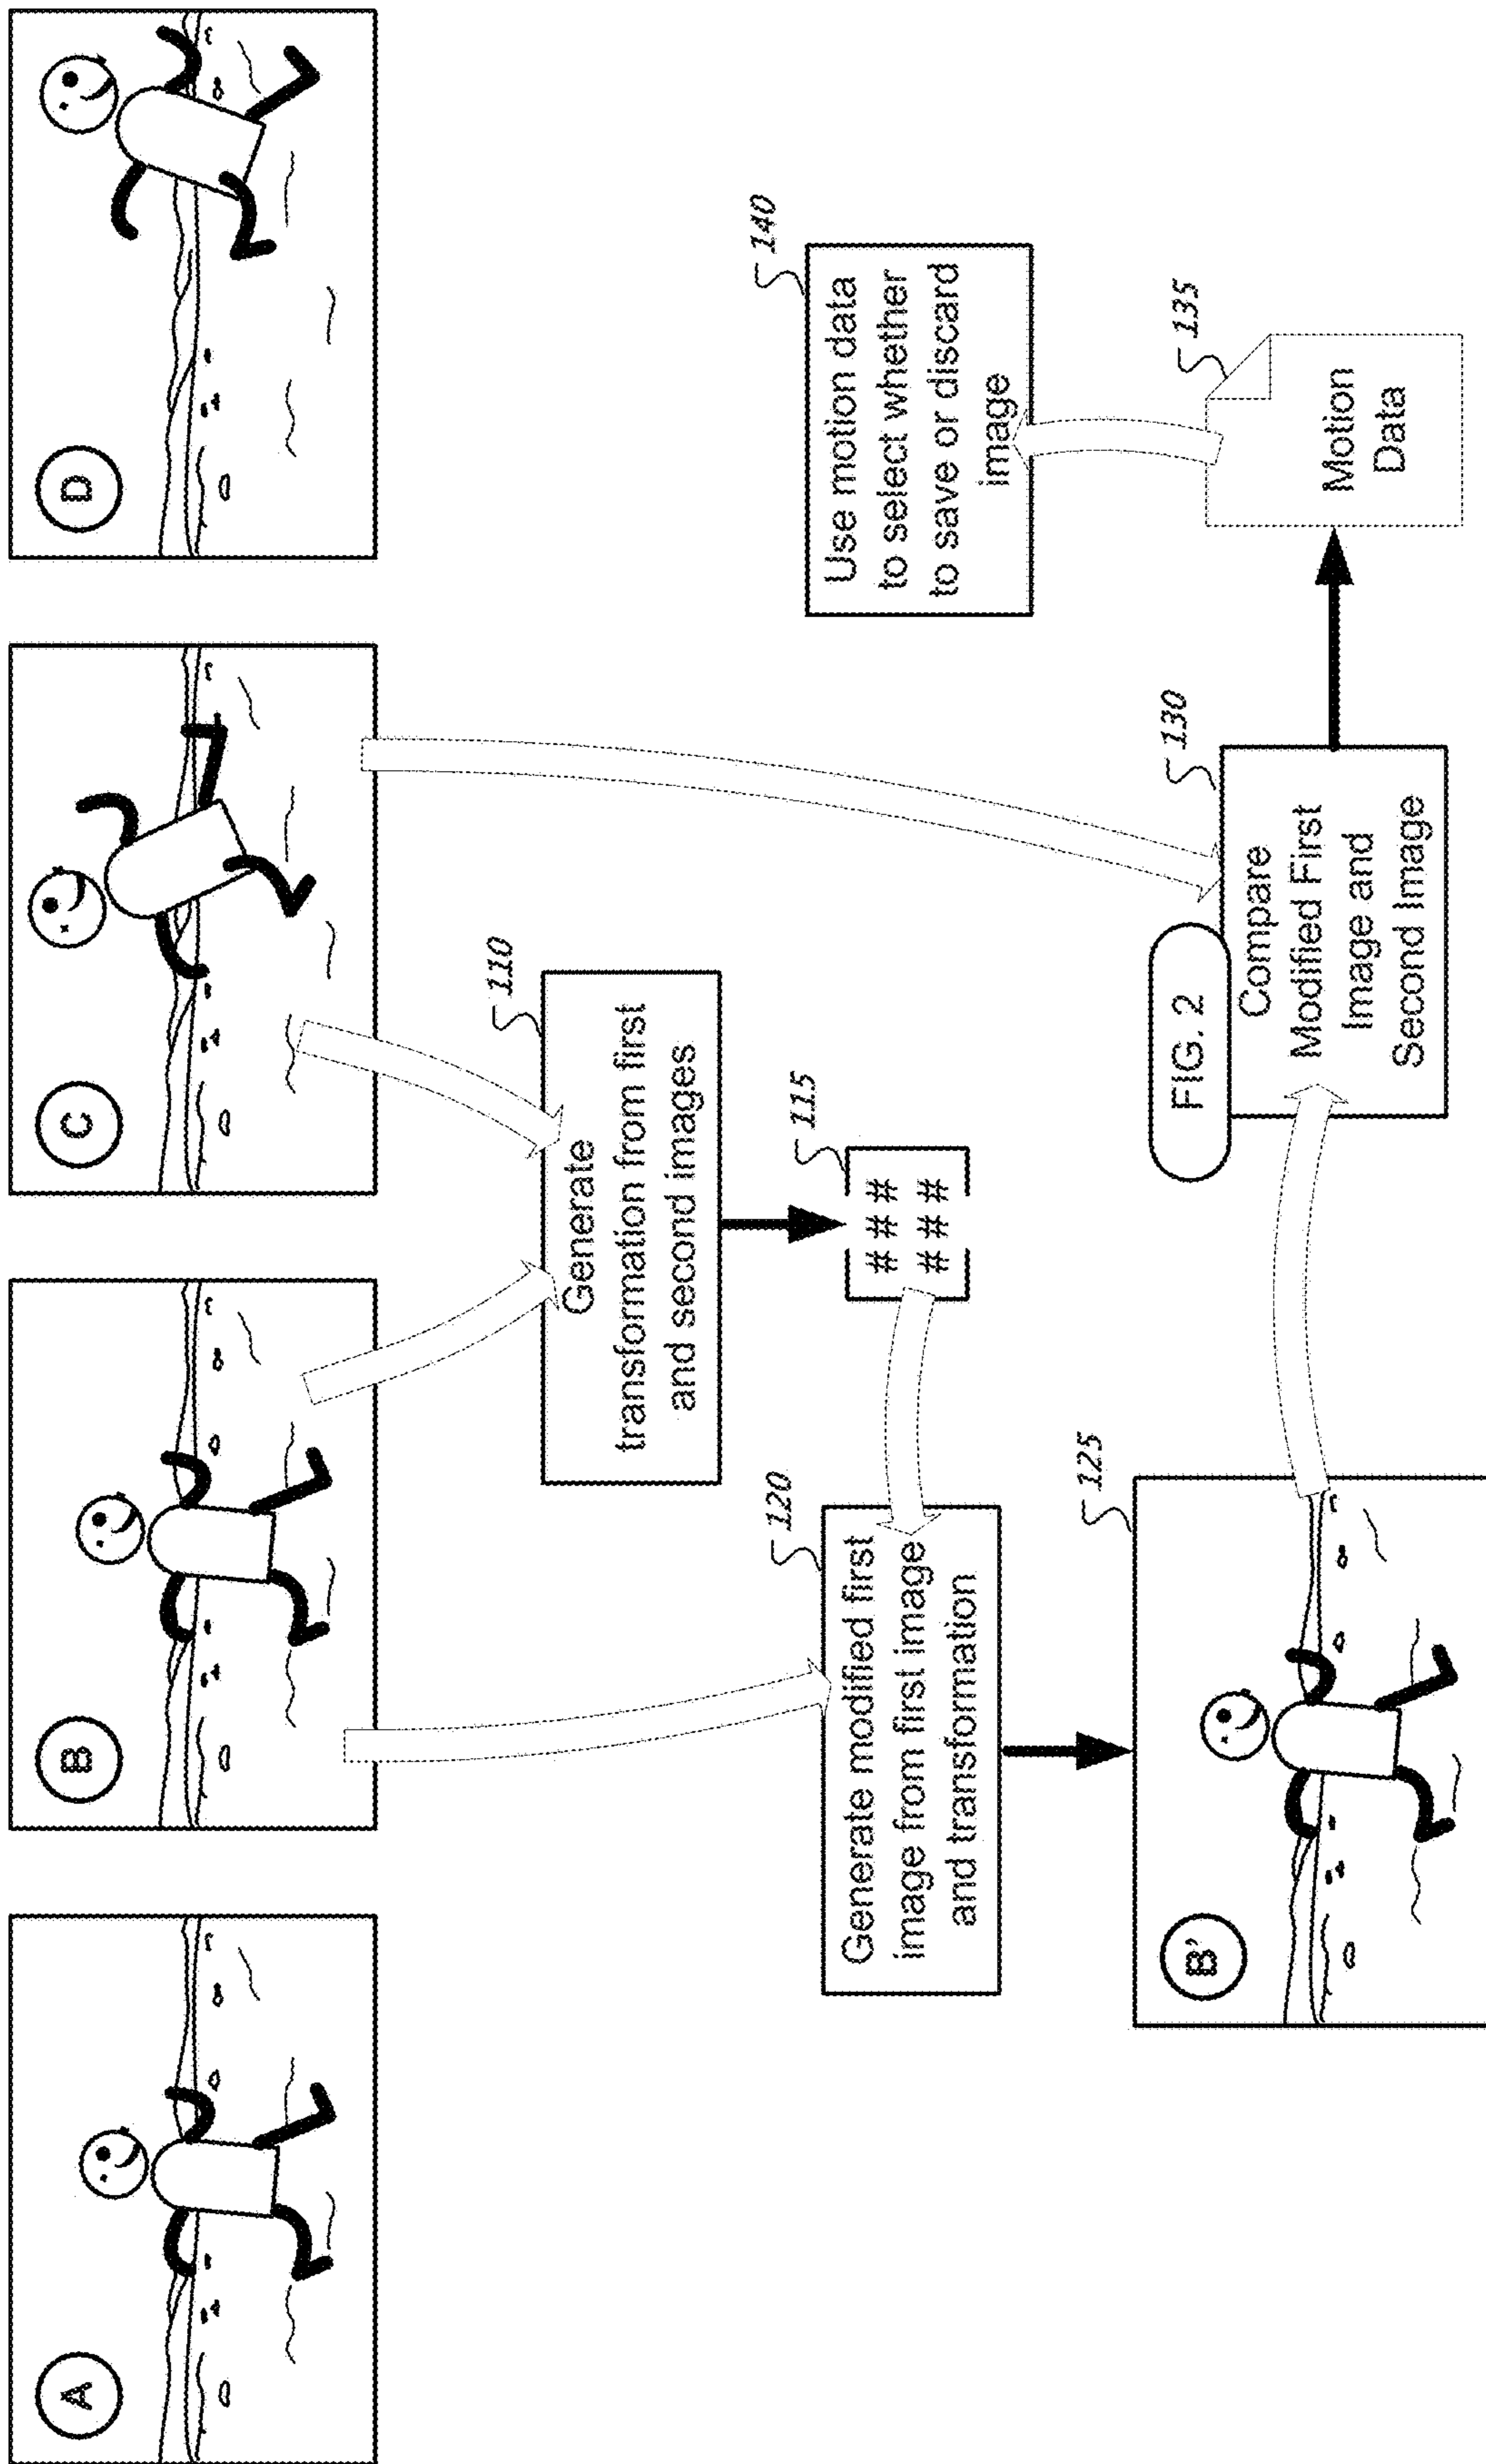 A
B
C
D
110
Generate
transformation from first
and second images
115
# # #
# # #
120
Generate modified first
image from first image
and transformation
125
B'
FIG. 2
130
Compare
Modified First
Image and
Second Image
135
Motion
Data
140
Use motion data
to select whether
to save or discard
image